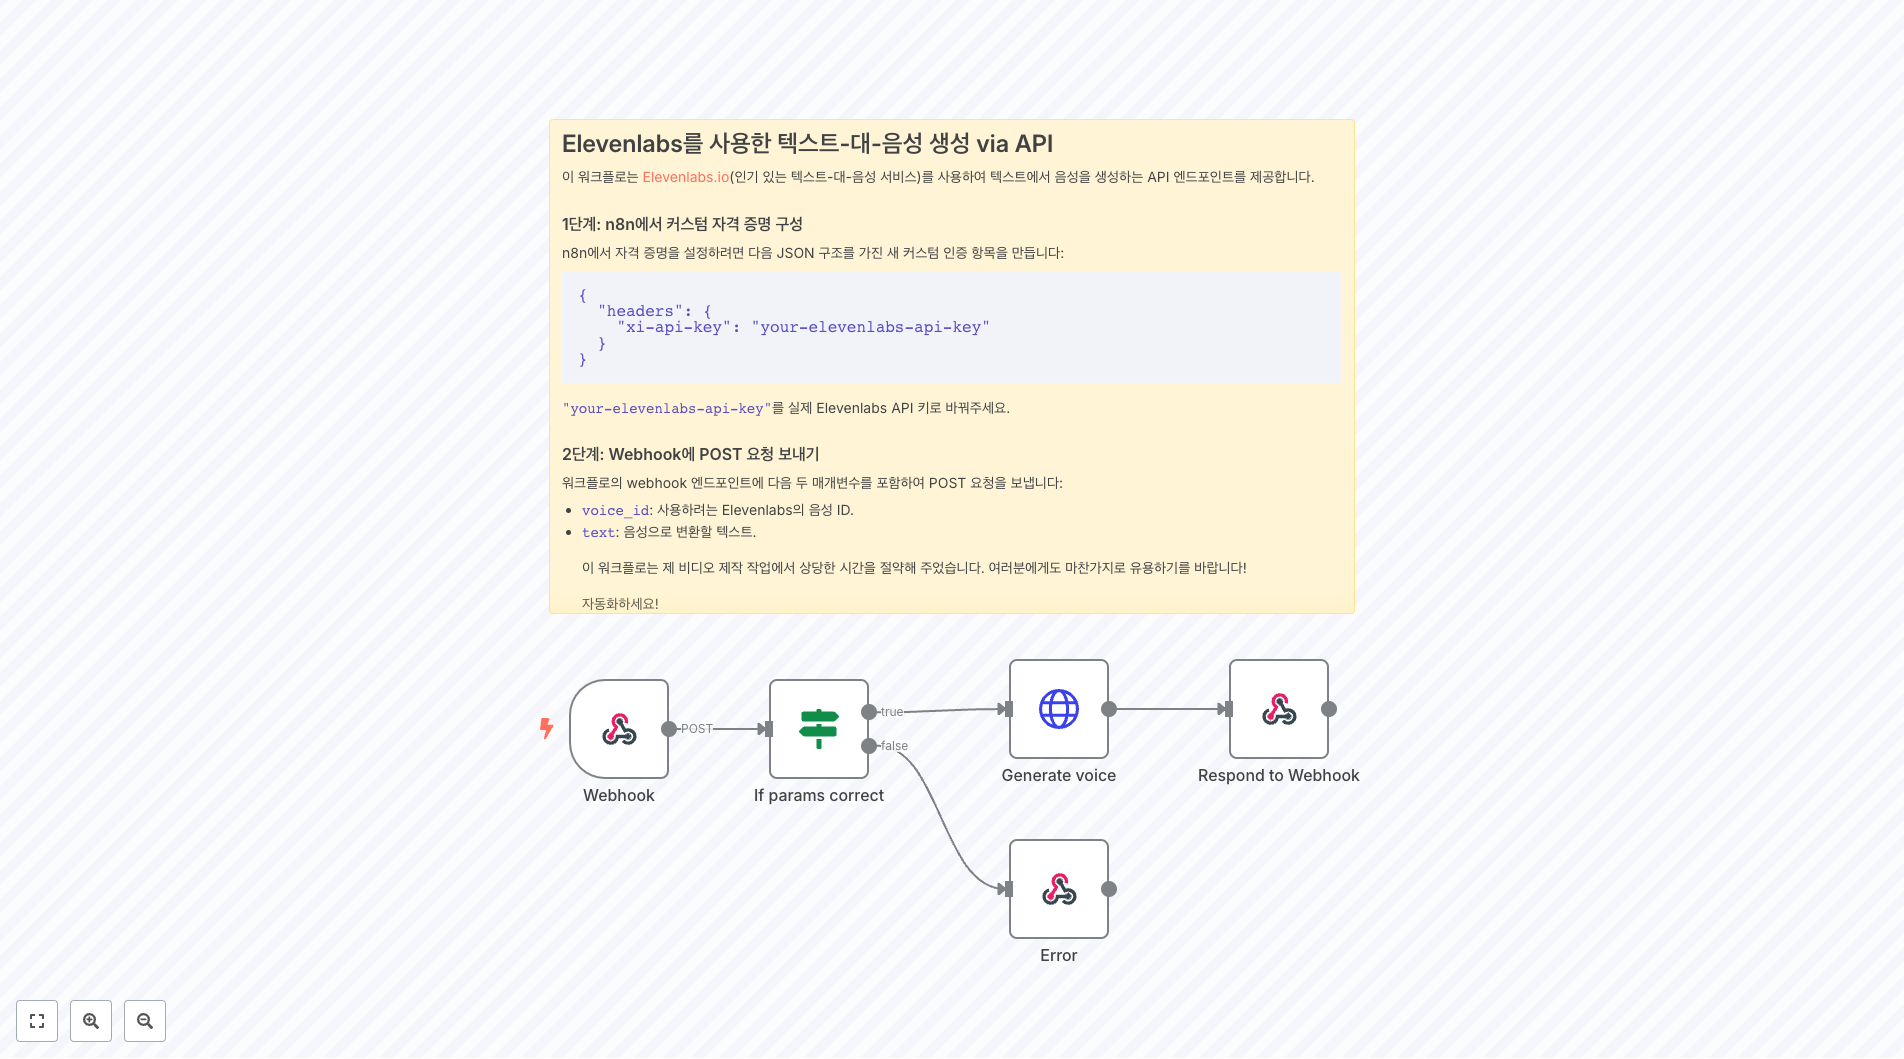 Elevenlabs를 사용한 텍스트-대-음성 생성 via API
이 워크플로는 Elevenlabs.io(인기 있는 텍스트-대-음성 서비스)를 사용하여 텍스트에서 음성을 생성하는 API 엔드포인트를 제공합니다.
1단계: n8n에서 커스텀 자격 증명 구성
n8n에서 자격 증명을 설정하려면 다음 JSON 구조를 가진 새 커스텀 인증 항목을 만듭니다:
{
"headers": {
"xi-api-key": "your-elevenlabs-api-key"
}
}
"your-elevenlabs-api-key"를 실제 Elevenlabs API 키로 바꿔주세요.
2단계: Webhook에 POST 요청 보내기
워크플로의 webhook 엔드포인트에 다음 두 매개변수를 포함하여 POST 요청을 보냅니다:
• voice_id: 사용하려는 Elevenlabs의 음성 ID.
• text: 음성으로 변환할 텍스트.
이 워크플로는 제 비디오 제작 작업에서 상당한 시간을 절약해 주었습니다. 여러분에게도 마찬가지로 유용하기를 바랍니다!
자동화하세요!
POST
true
false
Webhook
If params correct
Generate voice
Respond to Webhook
Error